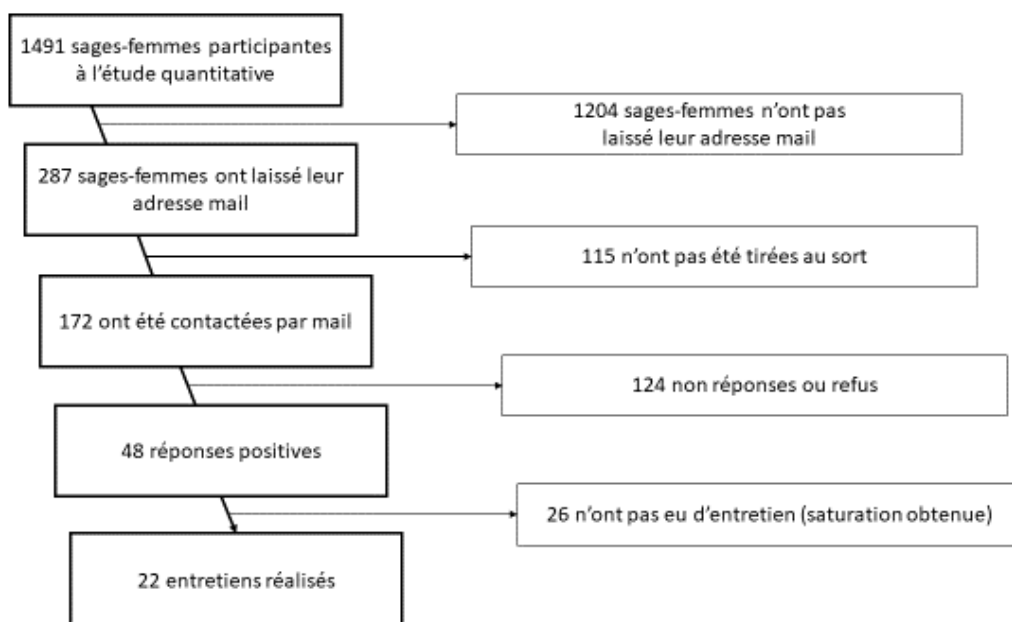 1491 sages-femmes participantes
à l'étude quantitative
1204 sages-femmes n'ont pas
laissé leur adresse mail
287 sages-femmes ont laissé leur
adresse mail
115 n'ont pas été tirées au sort
172 ont été contactées par mail
124 non réponses ou refus
48 réponses positives
26 n'ont pas eu d'entretien (saturation obtenue)
22 entretiens réalisés